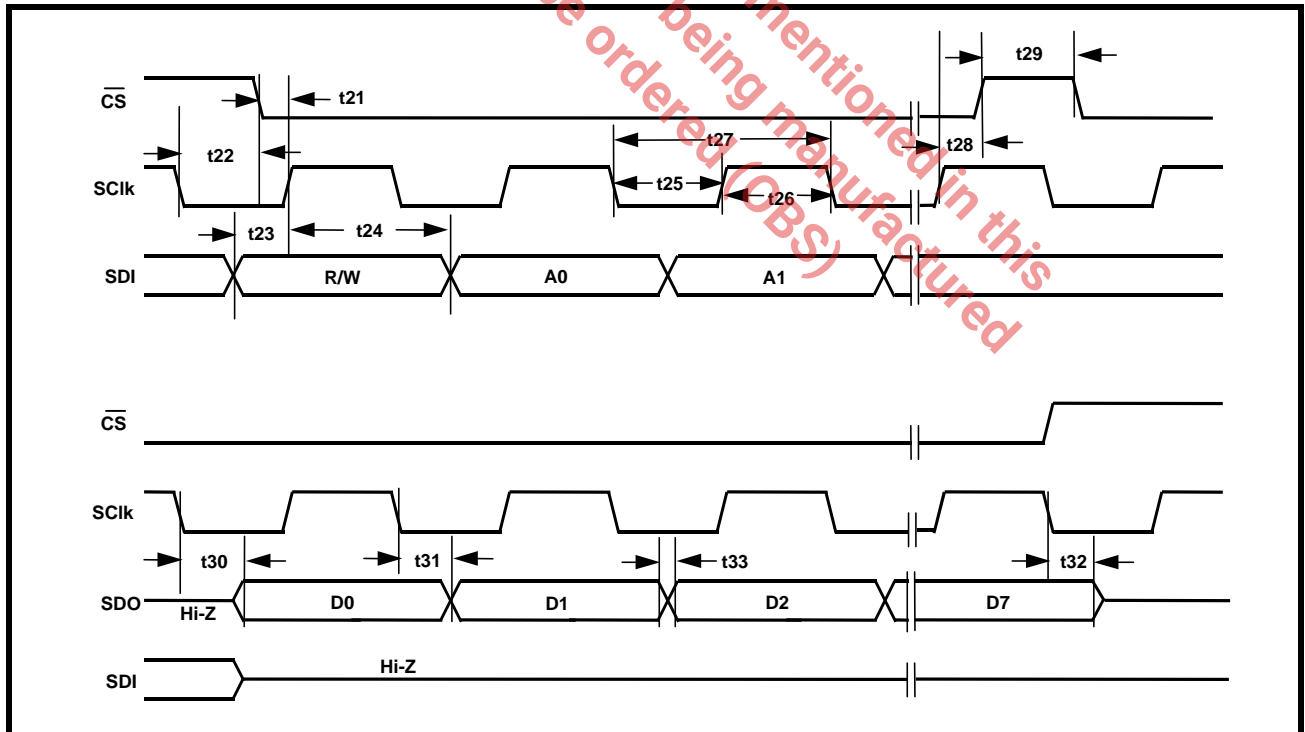 mentioned in this
being manufactured
be ordered (OBS)
t29
CS
t21
t27
t22
t28
SClk
t25
t26
t23
t24
SDI
R/W
A0
A1
CS
SClk
t30
t31
t33
t32
SDO
Hi-Z
D0
D1
D2
D7
SDI
Hi-Z